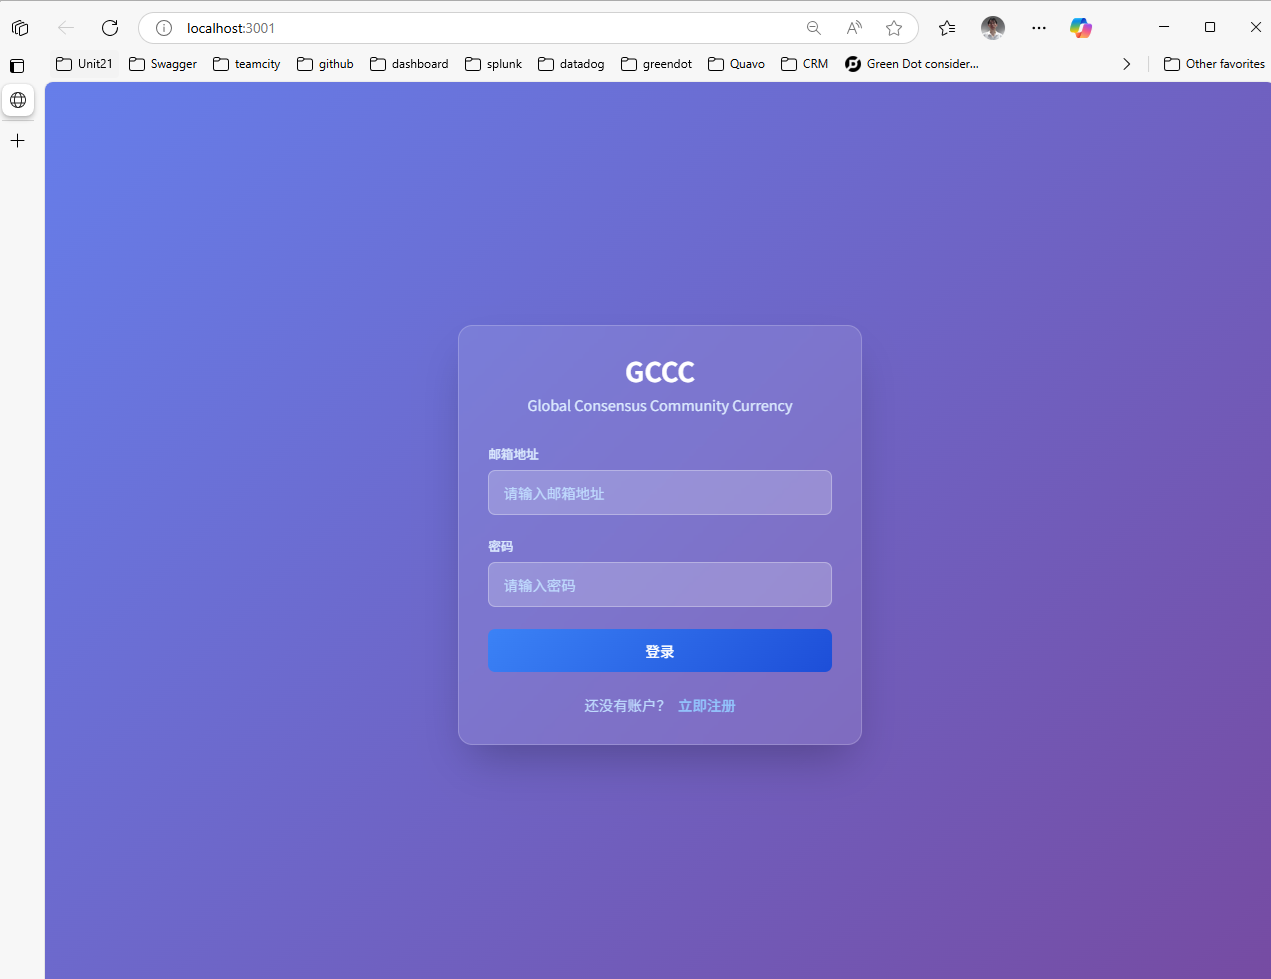 localhost:3001
Unit21 Swagger teamcity github dashboard splunk datadog greendot Quavo CRM Green Dot consider... Other favorites
GCCC
Global Consensus Community Currency
邮箱地址
请输入邮箱地址
密码
请输入密码
登录
还没有账户？ 立即注册